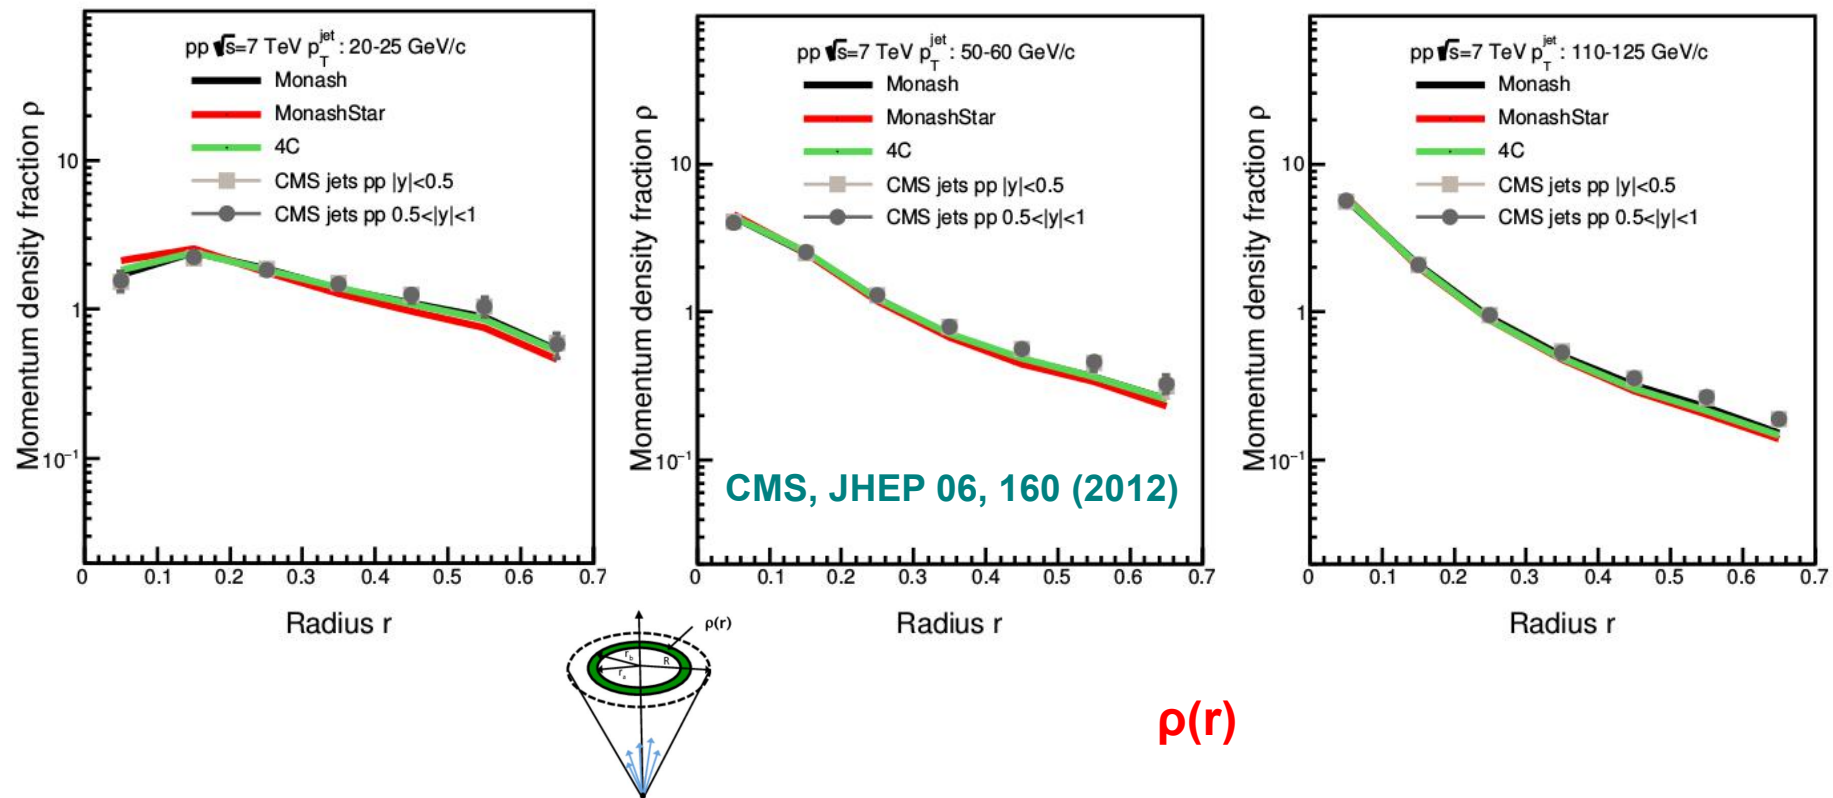 pp √s=7 TeV p_T^jet : 20-25 GeV/c
Monash
MonashStar
4C
CMS jets pp |y|<0.5
CMS jets pp 0.5<|y|<1
Momentum density fraction ρ
10
1
10⁻¹
0 0.1 0.2 0.3 0.4 0.5 0.6 0.7
Radius r
pp √s=7 TeV p_T^jet : 50-60 GeV/c
Monash
MonashStar
4C
CMS jets pp |y|<0.5
CMS jets pp 0.5<|y|<1
Momentum density fraction ρ
10
1
10⁻¹
CMS, JHEP 06, 160 (2012)
0 0.1 0.2 0.3 0.4 0.5 0.6 0.7
Radius r
pp √s=7 TeV p_T^jet : 110-125 GeV/c
Monash
MonashStar
4C
CMS jets pp |y|<0.5
CMS jets pp 0.5<|y|<1
Momentum density fraction ρ
10
1
10⁻¹
0 0.1 0.2 0.3 0.4 0.5 0.6 0.7
Radius r
ρ(r)
r_b
R
r_a
ρ(r)